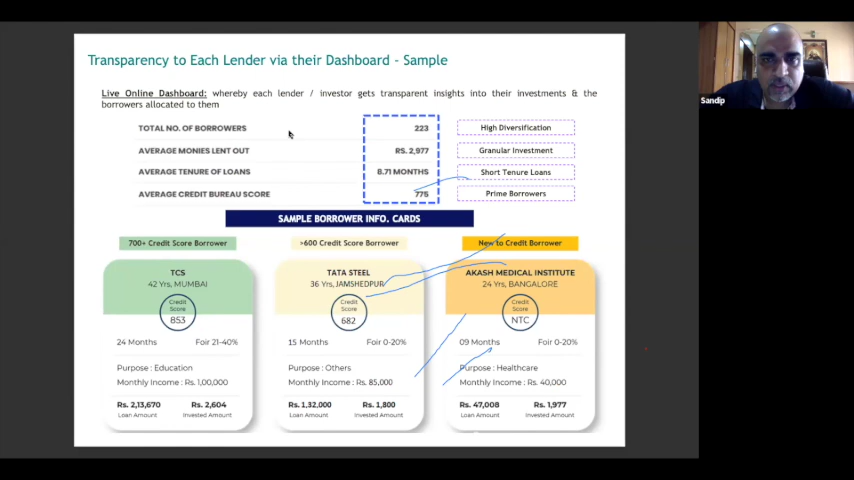 Transparency to Each Lender via their Dashboard - Sample
Live Online Dashboard: whereby each lender / investor gets transparent insights into their investments & the
borrowers allocated to them
TOTAL NO. OF BORROWERS 223 High Diversification
AVERAGE MONIES LENT OUT RS. 2,977 Granular Investment
AVERAGE TENURE OF LOANS 8.71 MONTHS Short Tenure Loans
AVERAGE CREDIT BUREAU SCORE 775 Prime Borrowers
SAMPLE BORROWER INFO. CARDS
700+ Credit Score Borrower
TCS
42 Yrs, MUMBAI
Credit
Score
853
24 Months Foir 21-40%
Purpose : Education
Monthly Income : Rs. 1,00,000
Rs. 2,13,670 Rs. 2,604
Loan Amount Invested Amount
>600 Credit Score Borrower
TATA STEEL
36 Yrs, JAMSHEDPUR
Credit
Score
682
15 Months Foir 0-20%
Purpose : Others
Monthly Income : Rs. 85,000
Rs. 1,32,000 Rs. 1,800
Loan Amount Invested Amount
New to Credit Borrower
AKASH MEDICAL INSTITUTE
24 Yrs, BANGALORE
Credit
Score
NTC
09 Months Foir 0-20%
Purpose : Healthcare
Monthly Income : Rs. 40,000
Rs. 47,008 Rs. 1,977
Loan Amount Invested Amount
Sandip